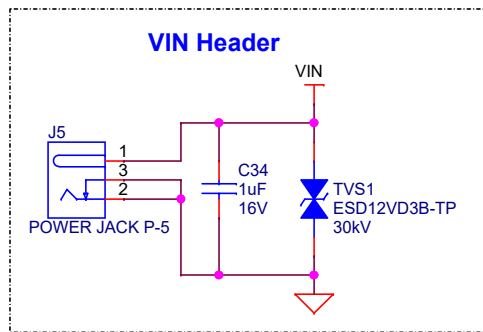 VIN Header
VIN
J5
1
3
2
POWER JACK P-5
C34
1uF
16V
TVS1
ESD12VD3B-TP
30kV